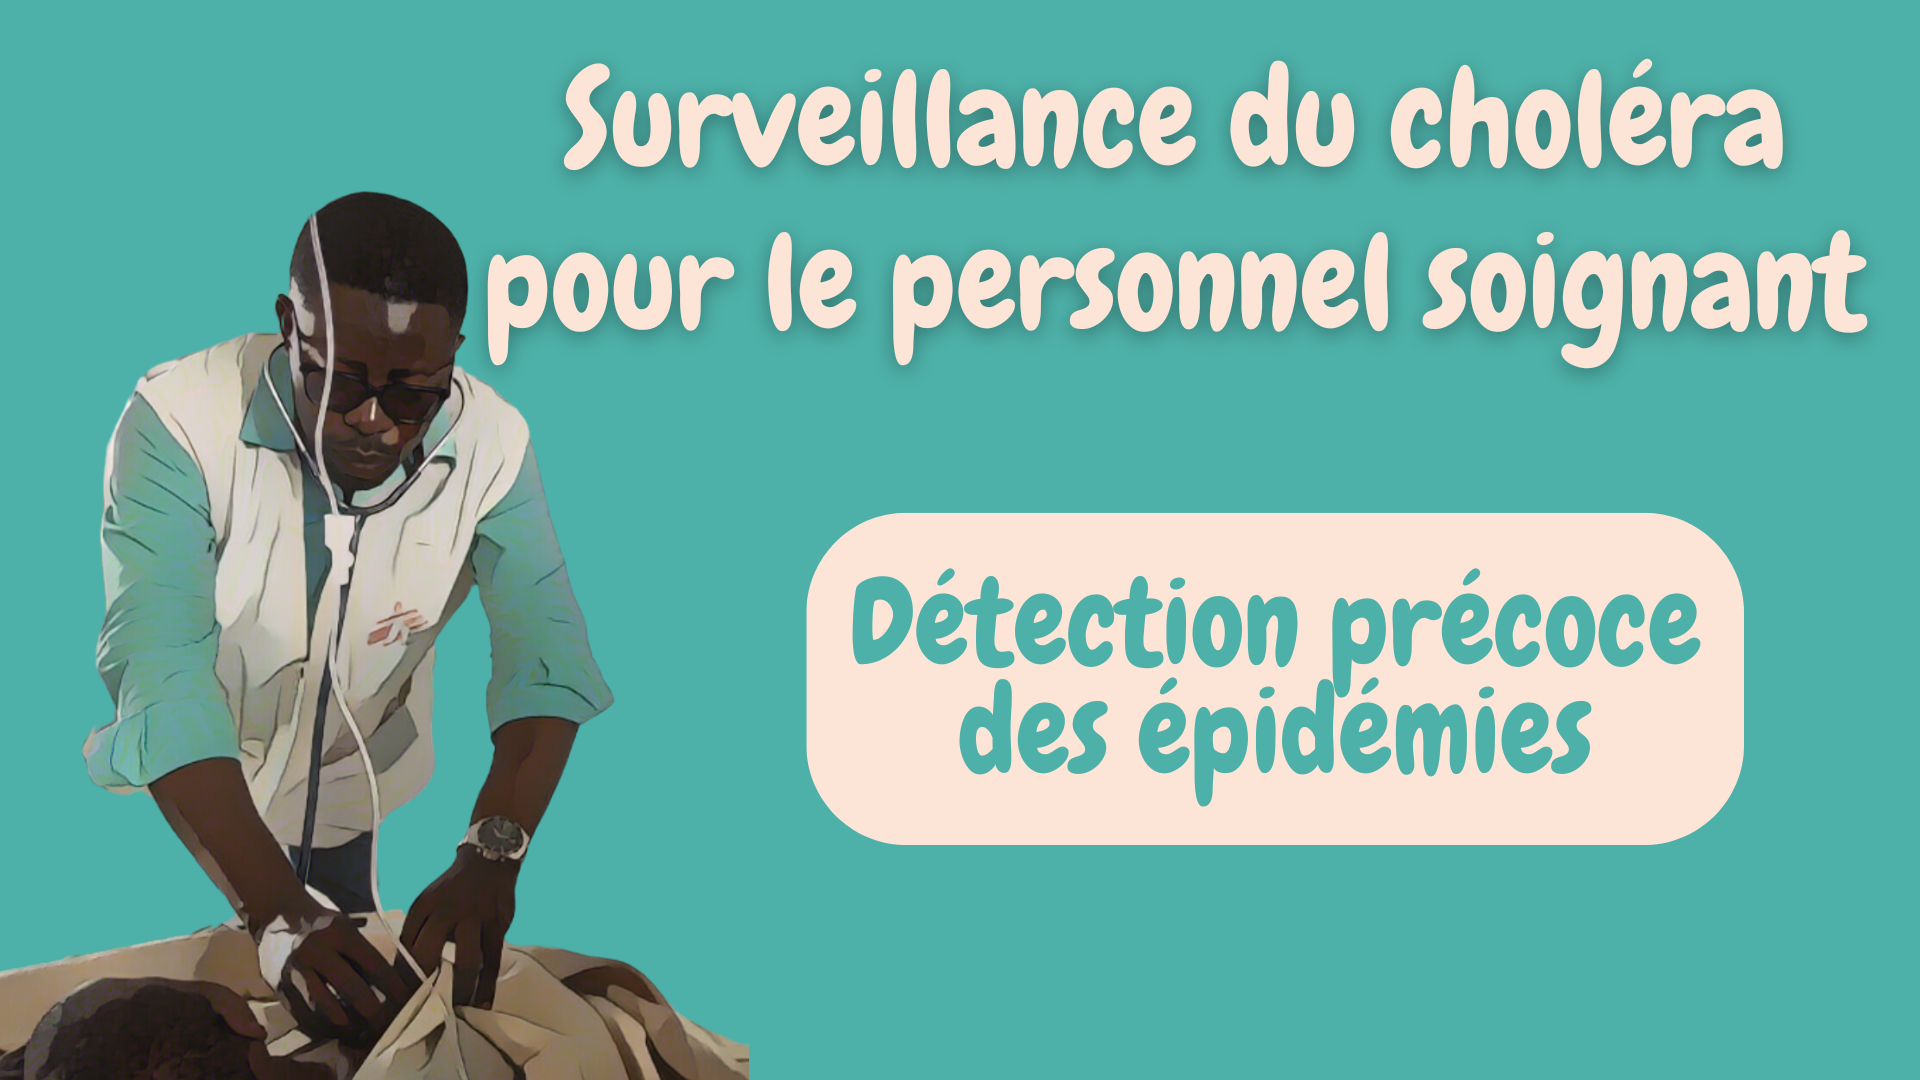 Surveillance du choléra
pour le personnel soignant
Détection précoce
des épidémies